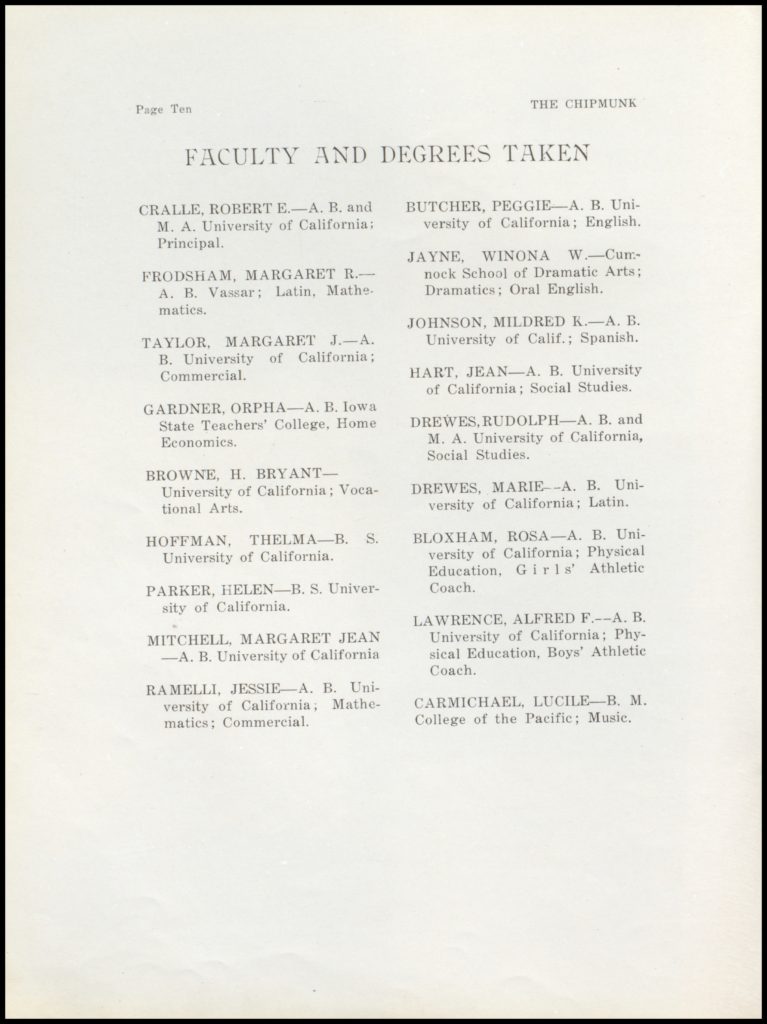 Page Ten
THE CHIPMUNK
FACULTY AND DEGREES TAKEN
CRALLE, ROBERT E.—A. B. and
M. A. University of California;
Principal.
FRODSHAM, MARGARET R.—
A. B. Vassar; Latin, Mathe-
matics.
TAYLOR, MARGARET J.—A.
B. University of California;
Commercial.
GARDNER, ORPHA—A. B. Iowa
State Teachers' College, Home
Economics.
BROWNE, H. BRYANT—
University of California; Voca-
tional Arts.
HOFFMAN, THELMA—B. S.
University of California.
PARKER, HELEN—B. S. Univer-
sity of California.
MITCHELL, MARGARET JEAN
—A. B. University of California
RAMELLI, JESSIE—A. B. Uni-
versity of California; Mathe-
matics; Commercial.
BUTCHER, PEGGIE—A. B. Uni-
versity of California; English.
JAYNE, WINONA W.—Cum-
nock School of Dramatic Arts;
Dramatics; Oral English.
JOHNSON, MILDRED K.—A. B.
University of Calif.; Spanish.
HART, JEAN—A. B. University
of California; Social Studies.
DREWES, RUDOLPH—A. B. and
M. A. University of California,
Social Studies.
DREWES, MARIE--A. B. Uni-
versity of California; Latin.
BLOXHAM, ROSA—A. B. Uni-
versity of California; Physical
Education, Girls' Athletic
Coach.
LAWRENCE, ALFRED F.--A. B.
University of California; Phy-
sical Education, Boys' Athletic
Coach.
CARMICHAEL, LUCILE—B. M.
College of the Pacific; Music.